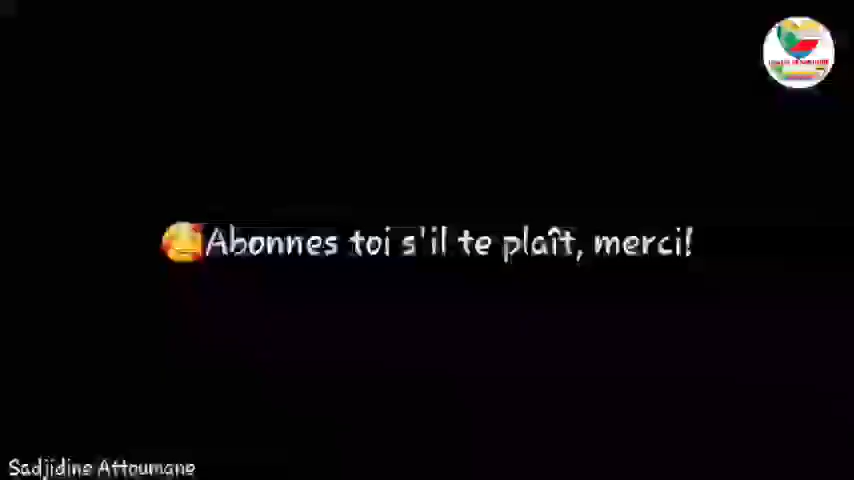 🥰Abonnes toi s'il te plaît, merci!
Sadjidine Attoumane